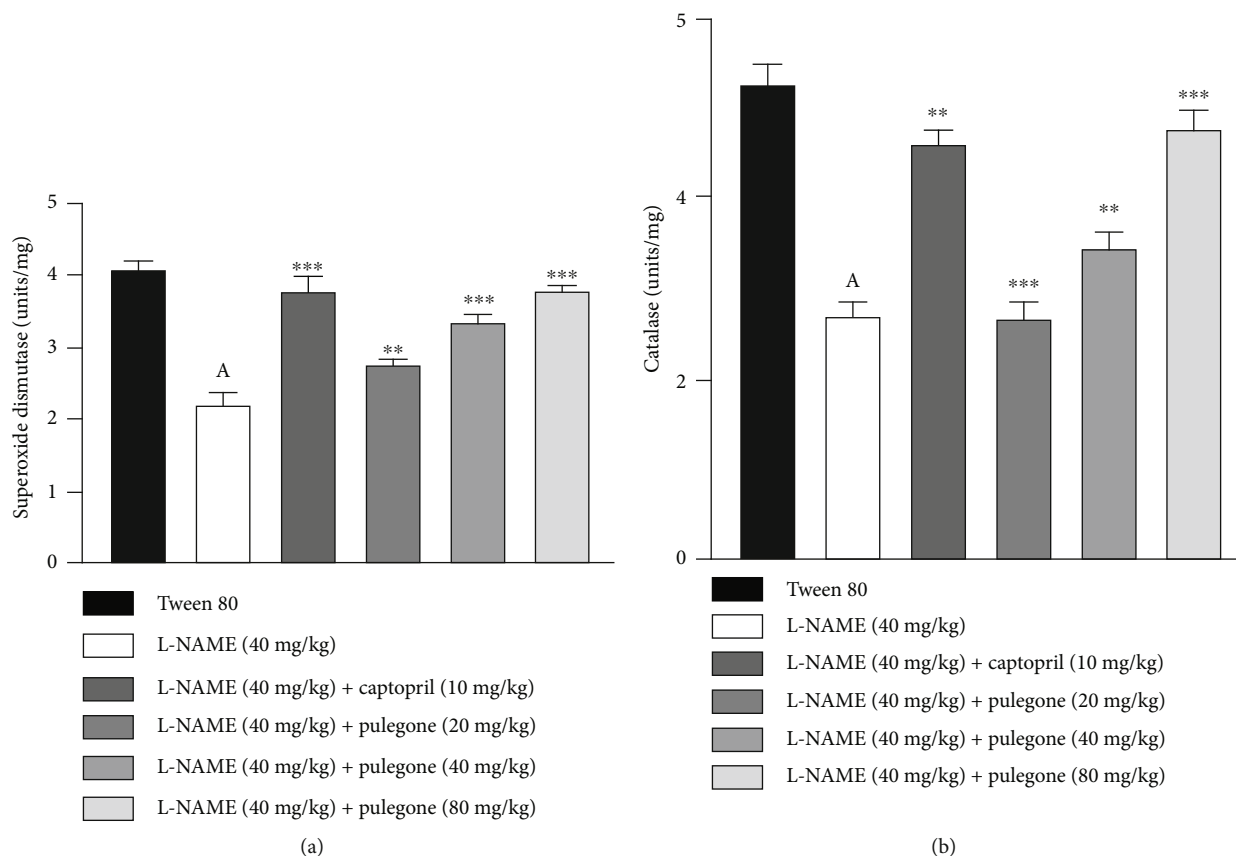 Superoxide dismutase (units/mg)
5
4
3
2
1
0
A
***
**
***
***
Tween 80
L-NAME (40 mg/kg)
L-NAME (40 mg/kg) + captopril (10 mg/kg)
L-NAME (40 mg/kg) + pulegone (20 mg/kg)
L-NAME (40 mg/kg) + pulegone (40 mg/kg)
L-NAME (40 mg/kg) + pulegone (80 mg/kg)
(a)
Catalase (units/mg)
5
4
2
0
A
**
***
**
***
Tween 80
L-NAME (40 mg/kg)
L-NAME (40 mg/kg) + captopril (10 mg/kg)
L-NAME (40 mg/kg) + pulegone (20 mg/kg)
L-NAME (40 mg/kg) + pulegone (40 mg/kg)
L-NAME (40 mg/kg) + pulegone (80 mg/kg)
(b)